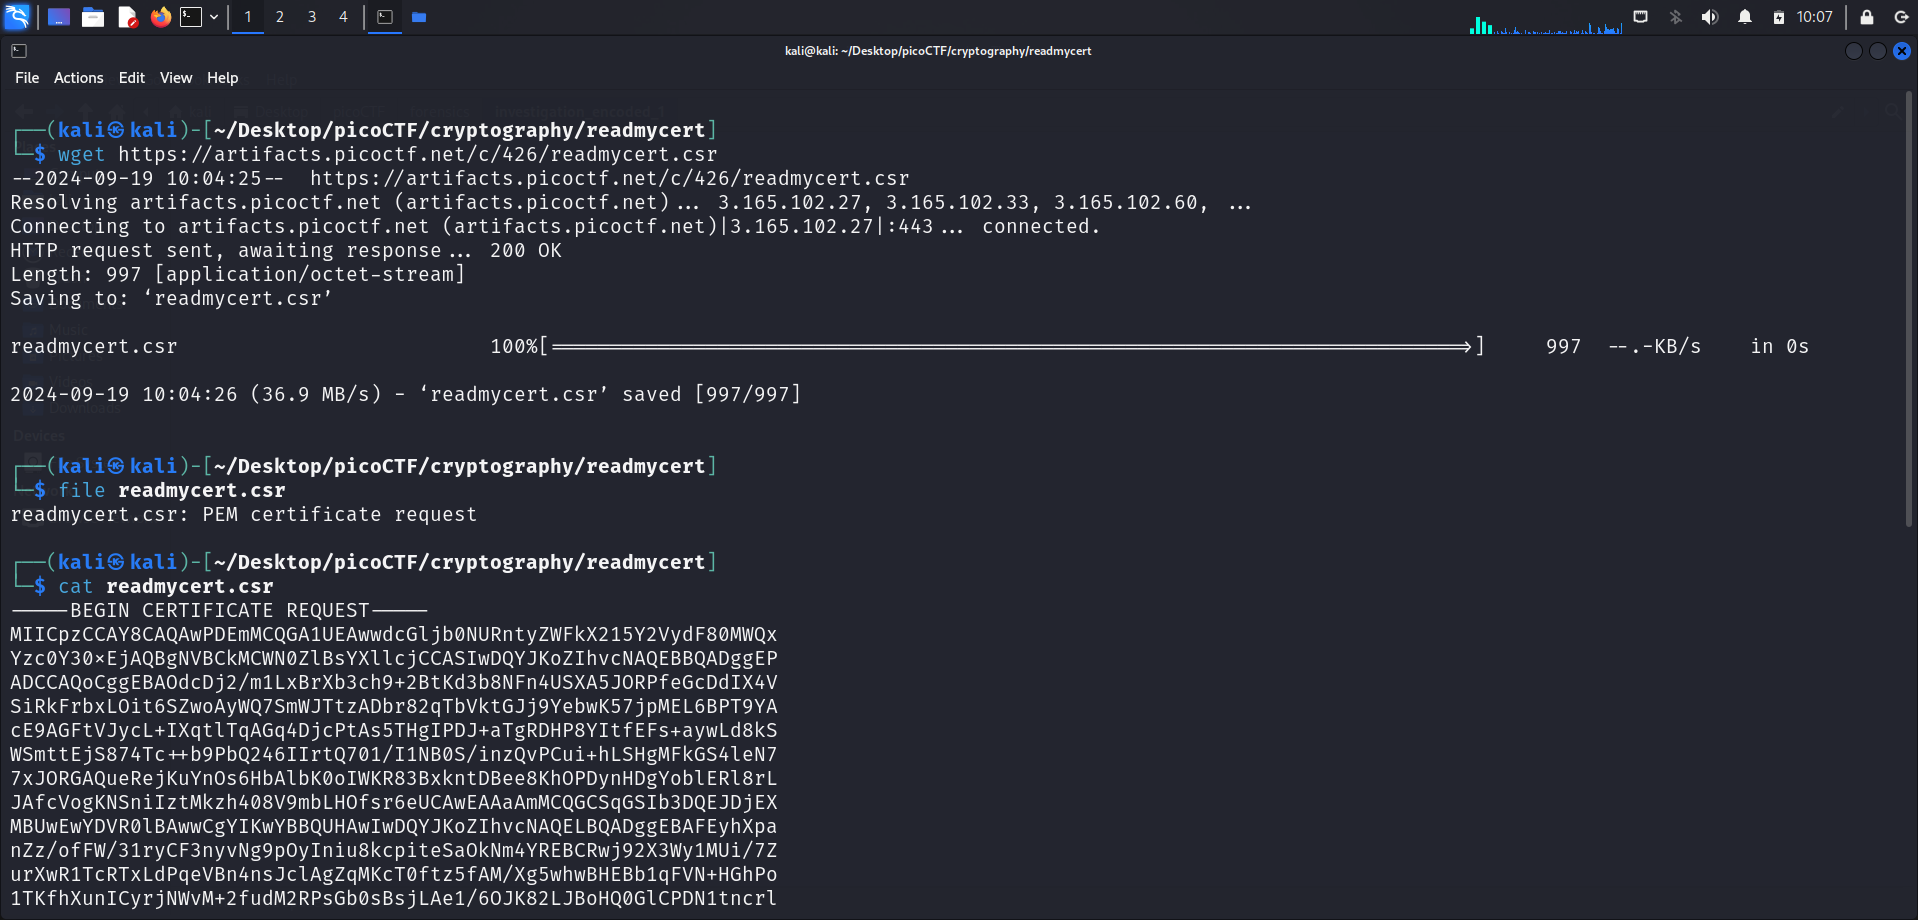 1 2 3 4 10:07
kali@kali: ~/Desktop/picoCTF/cryptography/readmycert
File Actions Edit View Help
┌──(kali㉿kali)-[~/Desktop/picoCTF/cryptography/readmycert]
└─$ wget https://artifacts.picoctf.net/c/426/readmycert.csr
--2024-09-19 10:04:25-- https://artifacts.picoctf.net/c/426/readmycert.csr
Resolving artifacts.picoctf.net (artifacts.picoctf.net)... 3.165.102.27, 3.165.102.33, 3.165.102.60, ...
Connecting to artifacts.picoctf.net (artifacts.picoctf.net)|3.165.102.27|:443... connected.
HTTP request sent, awaiting response... 200 OK
Length: 997 [application/octet-stream]
Saving to: ‘readmycert.csr’
Music
readmycert.csr 100%[===================>] 997 --.-KB/s in 0s
2024-09-19 10:04:26 (36.9 MB/s) - ‘readmycert.csr’ saved [997/997]
Downloads
Devices
┌──(kali㉿kali)-[~/Desktop/picoCTF/cryptography/readmycert]
└─$ file readmycert.csr
readmycert.csr: PEM certificate request
┌──(kali㉿kali)-[~/Desktop/picoCTF/cryptography/readmycert]
└─$ cat readmycert.csr
-----BEGIN CERTIFICATE REQUEST-----
MIICpzCCAY8CAQAwPDEmMCQGA1UEAwwdcGljb0NURntyZWFkX215Y2VydF80MWQx
Yzc0Y30xEjAQBgNVBCkMCWN0ZlBsYXllcjCCASIwDQYJKoZIhvcNAQEBBQADggEP
ADCCAQoCggEBAOdcDj2/m1LxBrXb3ch9+2BtKd3b8NFn4USXA5JORPfeGcDdIX4V
SiRkFrbxLOit6SZwoAyWQ7SmWJTtzADbr82qTbVktGJj9YebwK57jpMEL6BPT9YA
cE9AGFtVJycL+IXqtlTqAGq4DjcPtAs5THgIPDJ+aTgRDHP8YItfEFs+aywLd8kS
WSmttEjS874Tc++b9PbQ246IIrtQ701/I1NB0S/inzQvPCui+hLSHgMFkGS4leN7
7xJORGAQueRejKuYnOs6HbAlbK0oIWKR83BxkntDBee8KhOPDynHDgYoblERl8rL
JAfcVogKNSniIztMkzh408V9mbLHOfsr6eUCAwEAAaAmMCQGCSqGSIb3DQEJDjEX
MBUwEwYDVR0lBAwwCgYIKwYBBQUHAwIwDQYJKoZIhvcNAQELBQADggEBAFEyhXpa
nZz/ofFW/31ryCF3nyvNg9pOyIniu8kcpiteSaOkNm4YREBCRwj92X3Wy1MUi/7Z
urXwR1TcRTxLdPqeVBn4nsJclAgZqMKcT0ftz5fAM/Xg5whwBHEBb1qFVN+HGhPo
1TKfhXunICyrjNWvM+2fudM2RPsGb0sBsjLAe1/6OJK82LJBoHQ0GlCPDN1tncrl